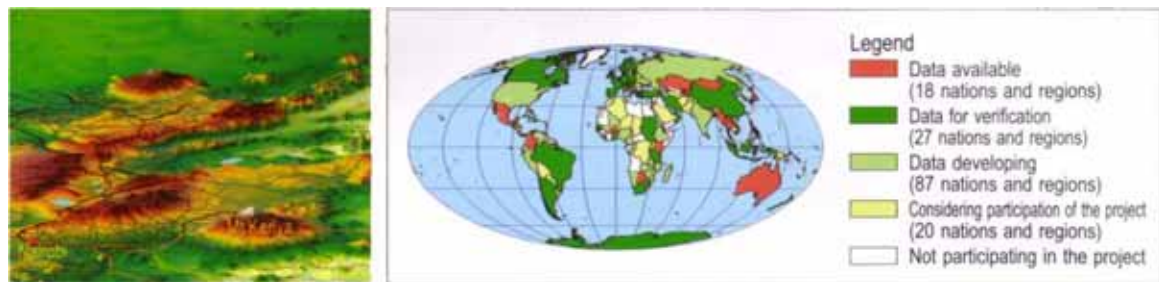 Legend
Data available
(18 nations and regions)
Data for verification
(27 nations and regions)
Data developing
(87 nations and regions)
Considering participation of the project
(20 nations and regions)
Not participating in the project